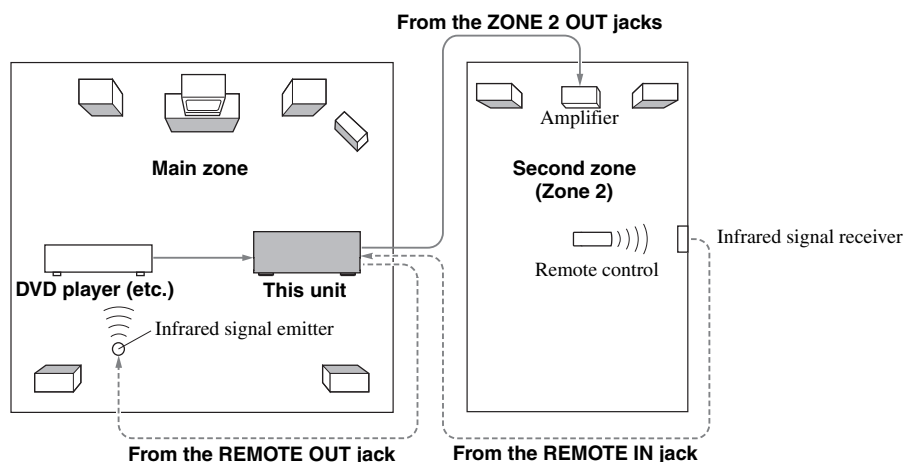 From the ZONE 2 OUT jacks
Amplifier
Main zone
Second zone
(Zone 2)
Infrared signal receiver
Remote control
DVD player (etc.)
This unit
Infrared signal emitter
From the REMOTE OUT jack
From the REMOTE IN jack